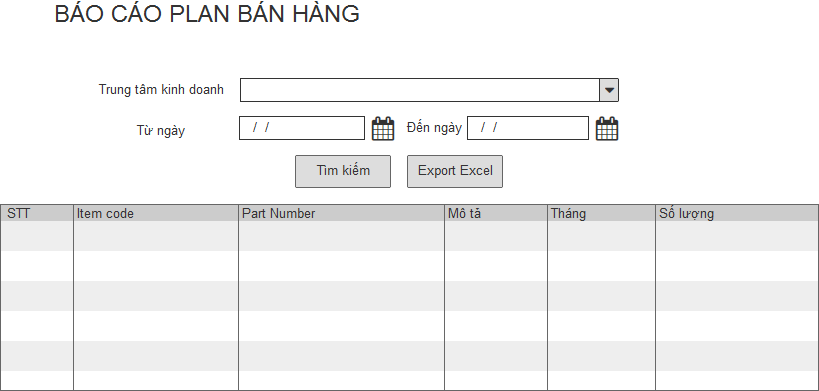 BÁO CÁO PLAN BÁN HÀNG
Trung tâm kinh doanh
Từ ngày / / Đến ngày / /
Tìm kiếm Export Excel
STT Item code Part Number Mô tả Tháng Số lượng